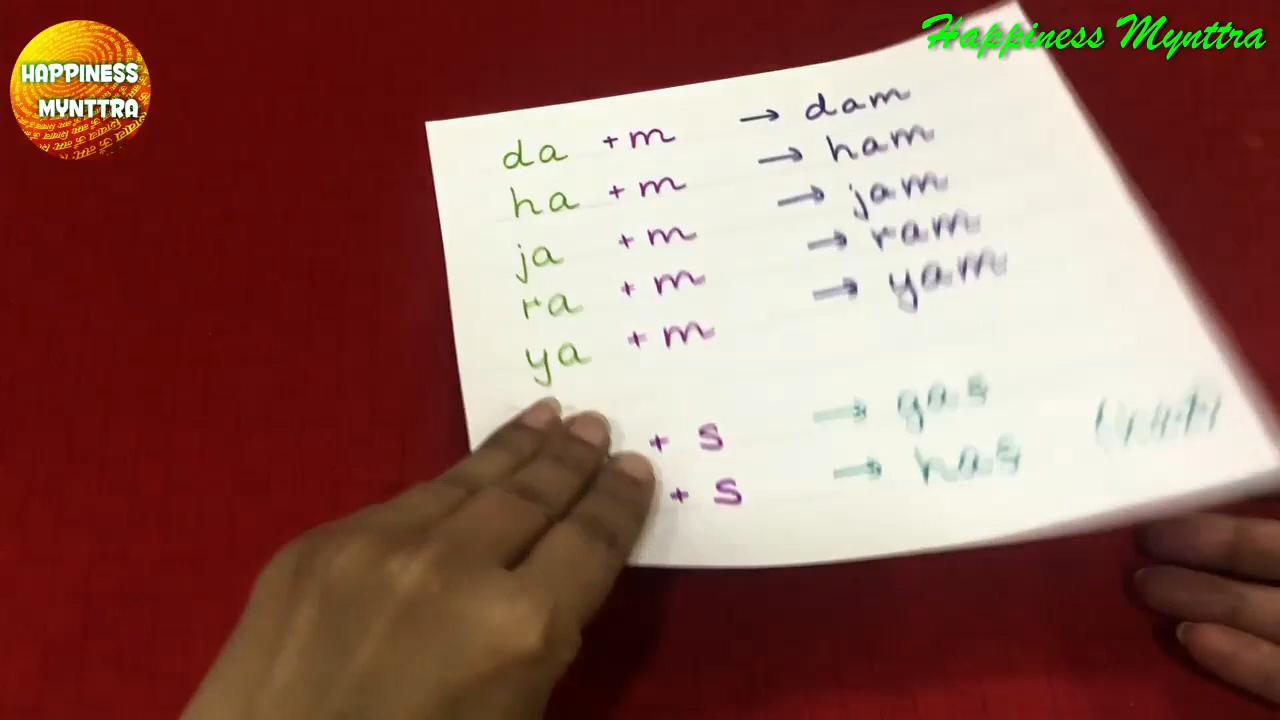 HAPPINESS
MYNTTRA
Happiness Mynttra
da + m → dam
ha + m → ham
ja + m → jam
ra + m → ram
ya + m → yam
+ s → gas
+ s → has